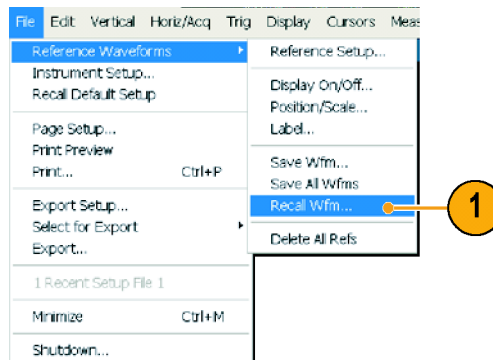 File Edit Vertical Horiz/Acq Trig Display Cursors Meas
Reference Waveforms
Instrument Setup...
Recall Default Setup
Page Setup...
Print Preview
Print... Ctrl+P
Export Setup...
Select for Export
Export...
1 Recent Setup File 1
Minimize Ctrl+M
Shutdown...
Reference Setup...
Display On/Off...
Position/Scale...
Label...
Save Wfm...
Save All Wfms
Recall Wfm...
Delete All Refs
1